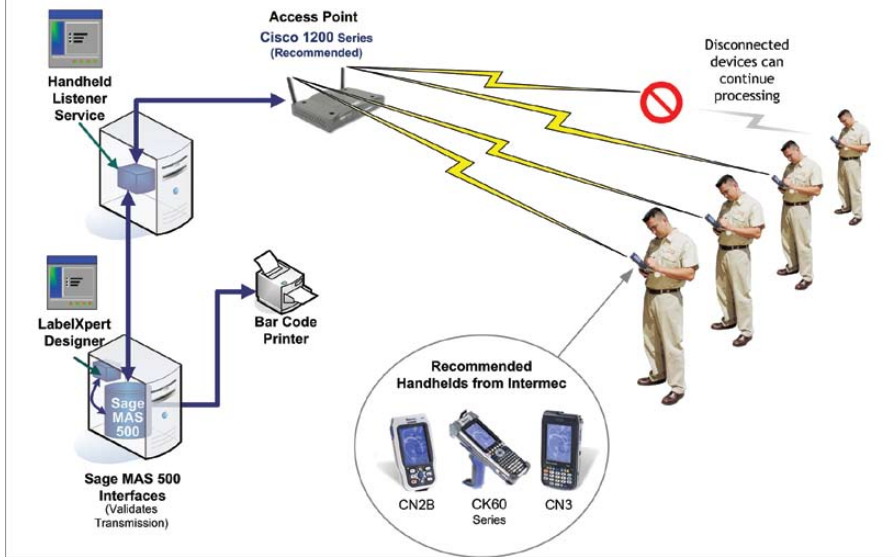 Access Point
Cisco 1200 Series
(Recommended)
Handheld
Listener
Service
Disconnected
devices can
continue
processing
LabelXpert
Designer
Bar Code
Printer
Sage
MAS
500
Sage MAS 500
Interfaces
(Validates
Transmission)
Recommended
Handhelds from Intermec
CN2B
CK60
Series
CN3